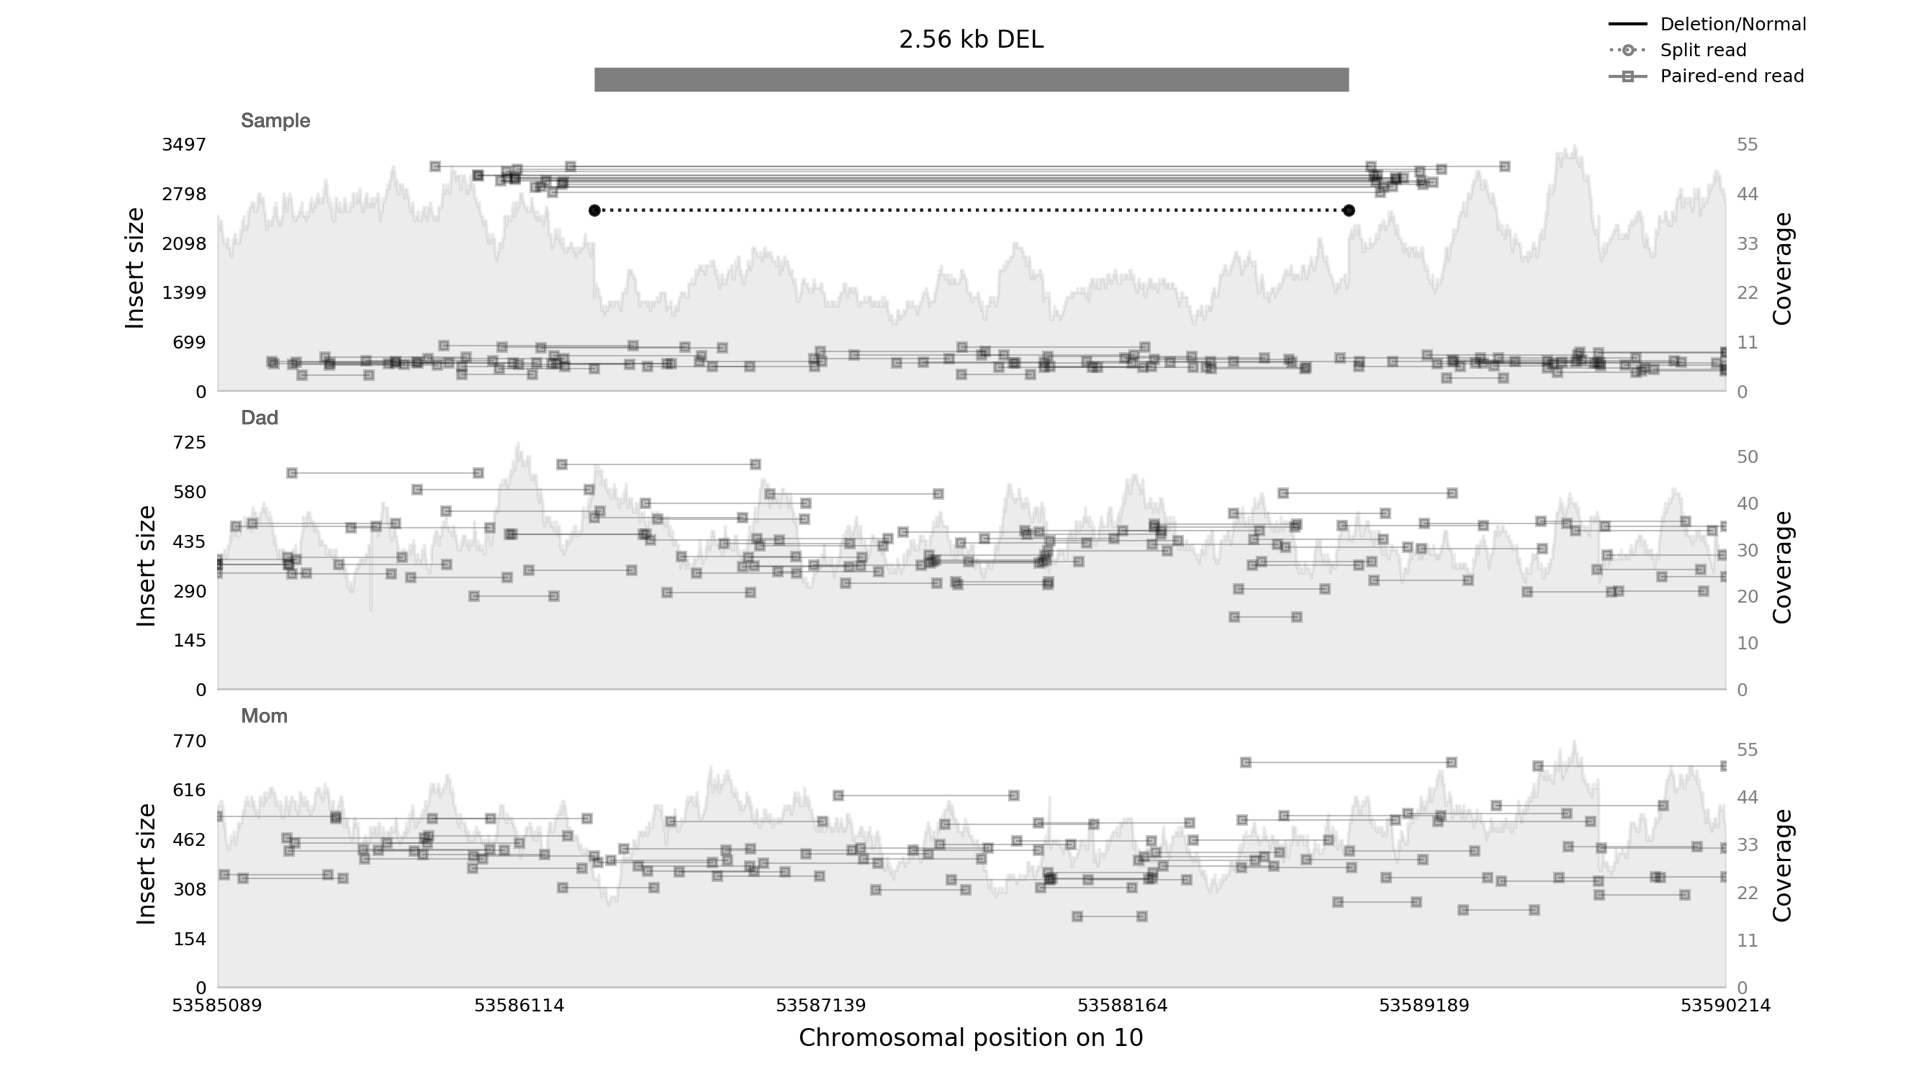 2.56 kb DEL
Deletion/Normal
Split read
Paired-end read
Sample
3497
2798
2098
1399
699
0
Insert size
55
44
33
22
11
0
Coverage
Dad
725
580
435
290
145
0
Insert size
50
40
30
20
10
0
Coverage
Mom
770
616
462
308
154
0
Insert size
55
44
33
22
11
0
Coverage
53585089 53586114 53587139 53588164 53589189 53590214
Chromosomal position on 10